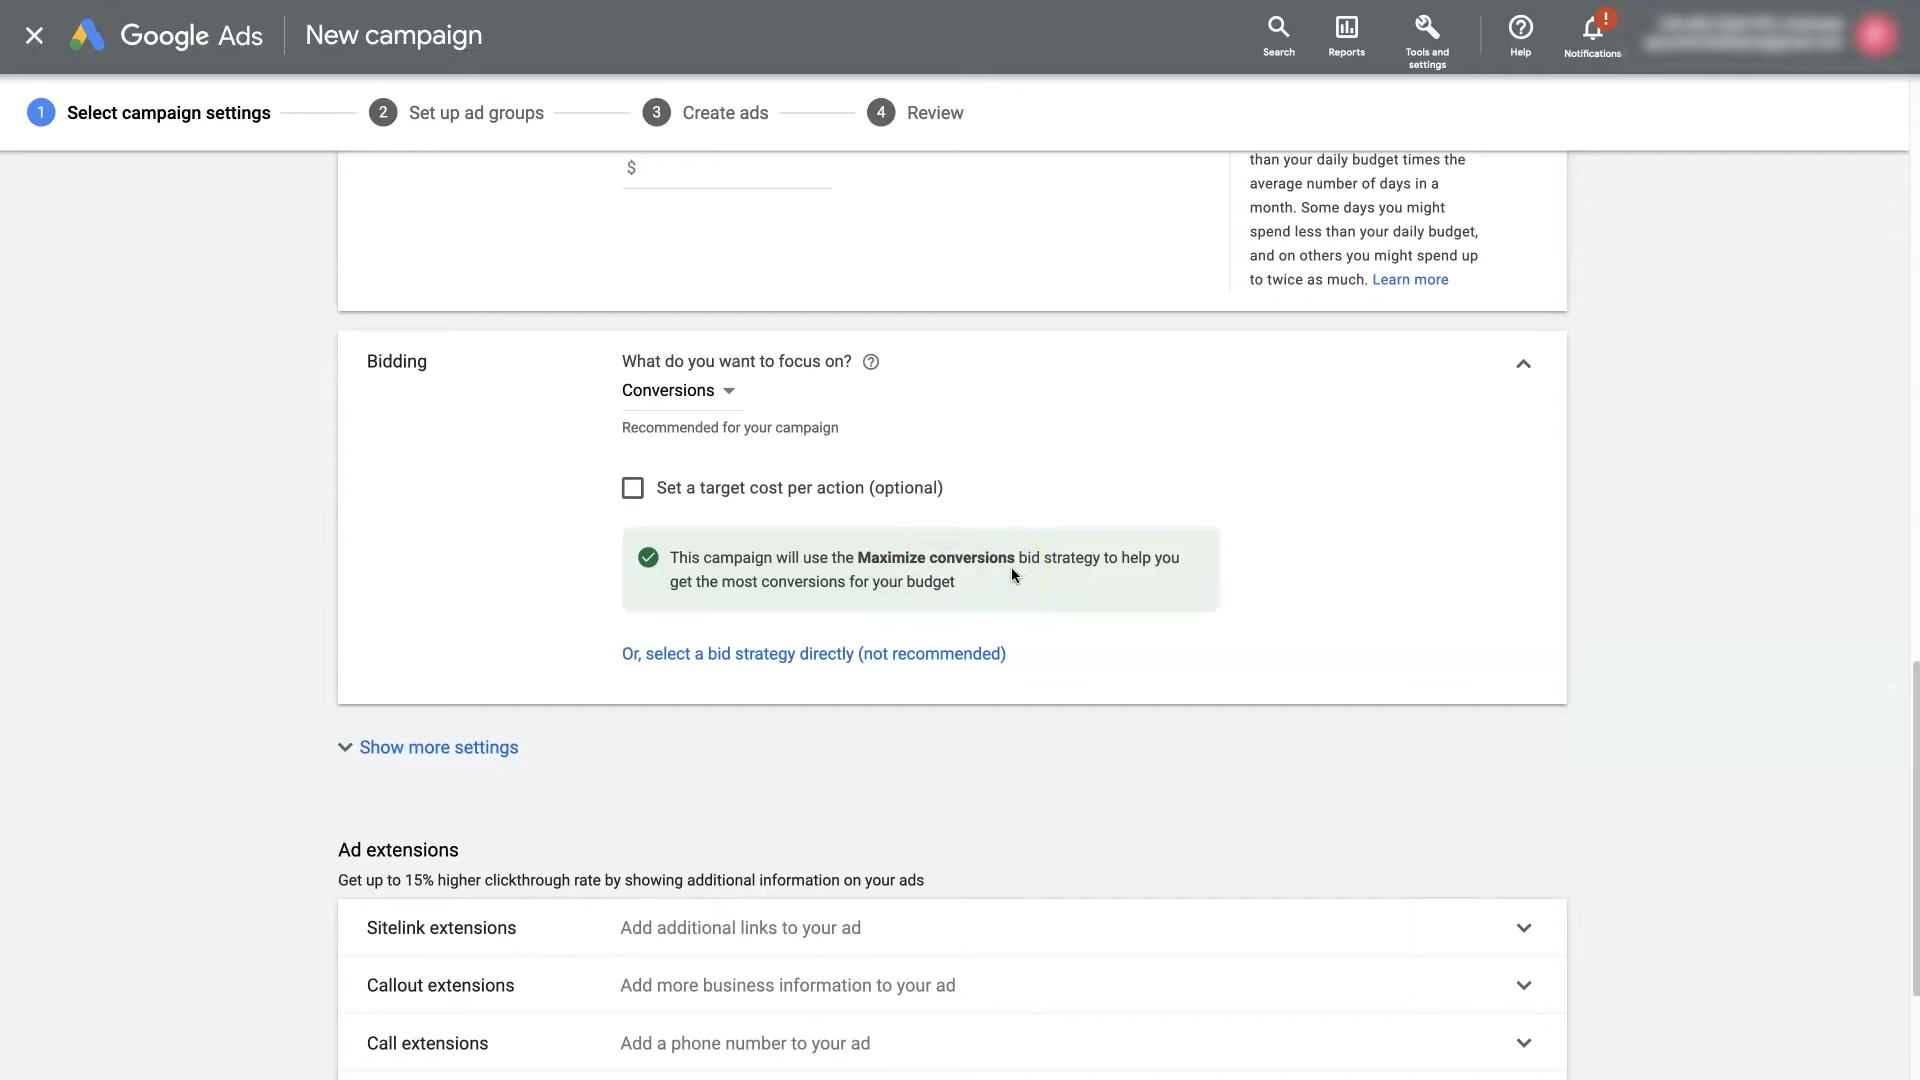 Google Ads
New campaign
Search
Reports
Tools and
settings
Help
!
Notifications
1 Select campaign settings
2 Set up ad groups
3 Create ads
4 Review
$
than your daily budget times the
average number of days in a
month. Some days you might
spend less than your daily budget,
and on others you might spend up
to twice as much. Learn more
Bidding
What do you want to focus on? ?
Conversions
Recommended for your campaign
Set a target cost per action (optional)
This campaign will use the Maximize conversions bid strategy to help you
get the most conversions for your budget
Or, select a bid strategy directly (not recommended)
Show more settings
Ad extensions
Get up to 15% higher clickthrough rate by showing additional information on your ads
Sitelink extensions
Add additional links to your ad
Callout extensions
Add more business information to your ad
Call extensions
Add a phone number to your ad